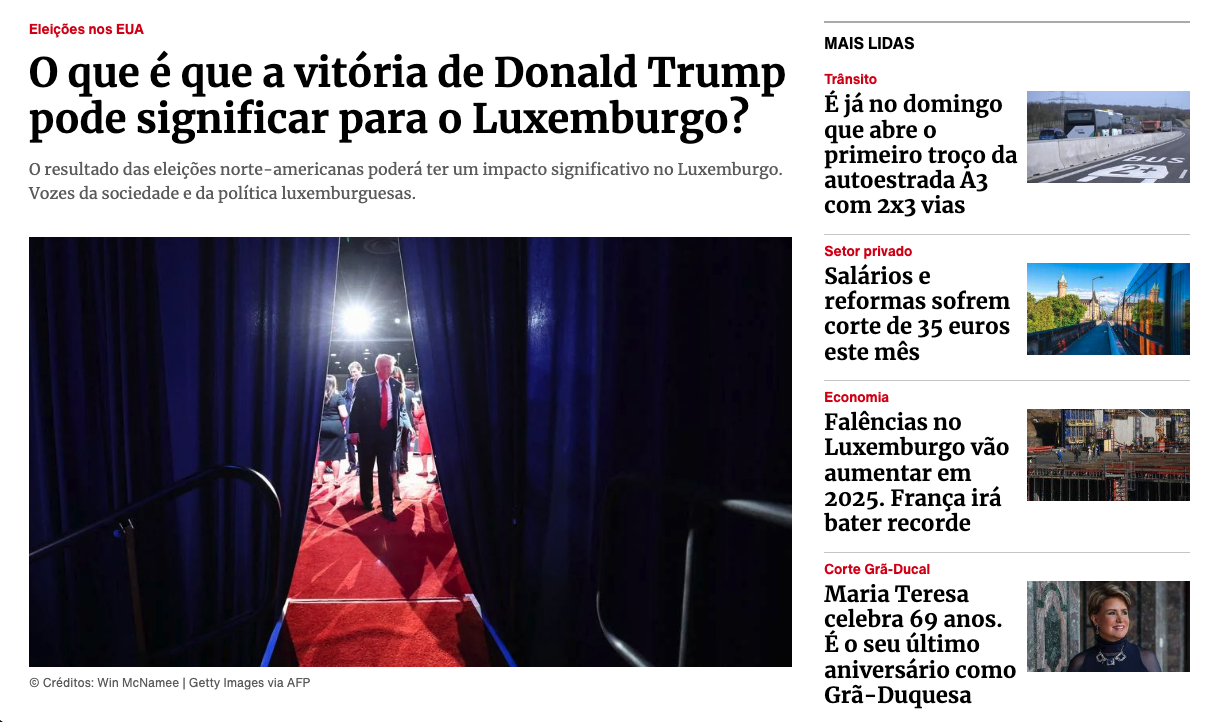 Eleições nos EUA
O que é que a vitória de Donald Trump
pode significar para o Luxemburgo?
O resultado das eleições norte-americanas poderá ter um impacto significativo no Luxemburgo.
Vozes da sociedade e da política luxemburguesas.
© Créditos: Win McNamee | Getty Images via AFP
MAIS LIDAS
Trânsito
É já no domingo
que abre o
primeiro troço da
autoestrada A3
com 2x3 vias
BUS
2+
Setor privado
Salários e
reformas sofrem
corte de 35 euros
este mês
Economia
Falências no
Luxemburgo vão
aumentar em
2025. França irá
bater recorde
Corte Grã-Ducal
Maria Teresa
celebra 69 anos.
É o seu último
aniversário como
Grã-Duquesa